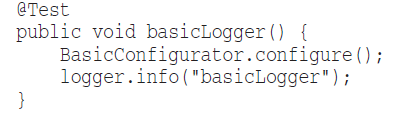 @Test
public void basicLogger() {
    BasicConfigurator.configure();
    logger.info("basicLogger");
}